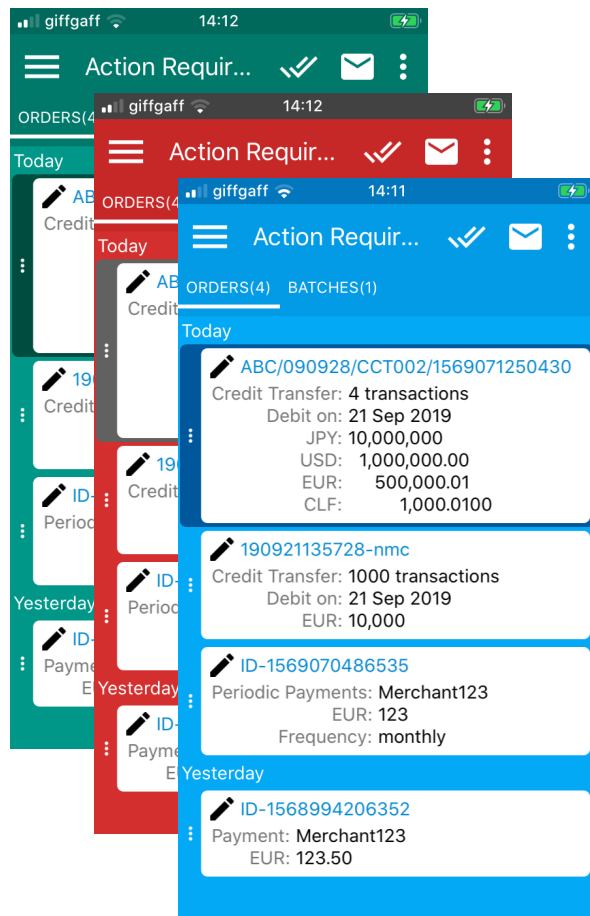 giffgaff 14:12
Action Requir...
ORDERS(4
Today
AB
Credit
19
Credit
ID-
Period
Yesterday
ID-
Payme
E
giffgaff 14:12
Action Requir...
ORDERS(4
Today
AB
Credit
19
Credit
ID-
Period
Yesterday
ID-
Payme
E
giffgaff 14:11
Action Requir...
ORDERS(4) BATCHES(1)
Today
ABC/090928/CCT002/1569071250430
Credit Transfer: 4 transactions
Debit on: 21 Sep 2019
JPY: 10,000,000
USD: 1,000,000.00
EUR: 500,000.01
CLF: 1,000.0100
190921135728-nmc
Credit Transfer: 1000 transactions
Debit on: 21 Sep 2019
EUR: 10,000
ID-1569070486535
Periodic Payments: Merchant123
EUR: 123
Frequency: monthly
Yesterday
ID-1568994206352
Payment: Merchant123
EUR: 123.50